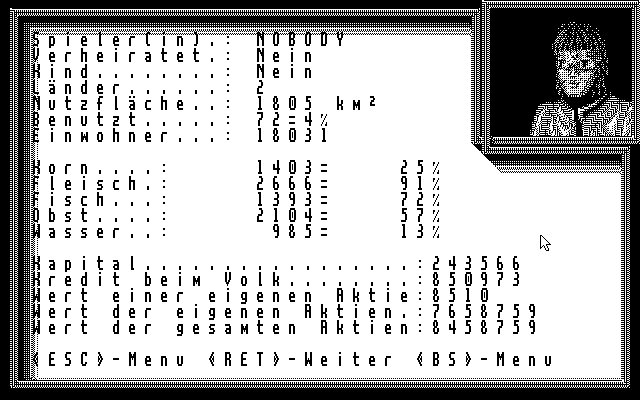 Spieler(in).: NOBODY
Verheiratet.: Nein
Kind........: Nein
Länder......: 2
Nutzfläche..: 1805 км²
Benutzt.....: 72=4%
Einwohner...: 18031
Korn....: 1403= 25%
Fleisch.: 2666= 91%
Fisch...: 1393= 72%
Obst....: 2104= 57%
Wasser..: 985= 13%
Kapital.................:243566
Kredit beim Volk........:850973
Wert einer eigenen Aktie:8510
Wert der eigenen Aktien.:7658759
Wert der gesamten Aktien:8458759
<ESC>-Menu <RET>-Weiter <BS>-Menu